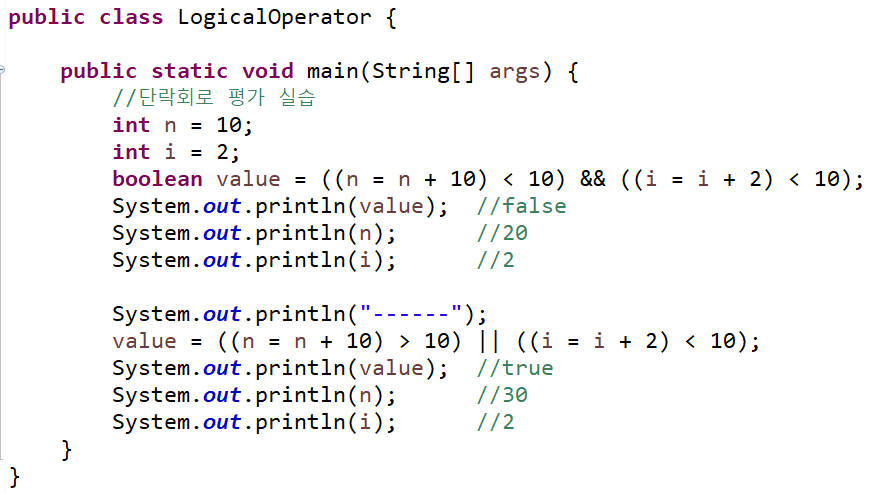 public class LogicalOperator {
public static void main(String[] args) {
//단락회로 평가 실습
int n = 10;
int i = 2;
boolean value = ((n = n + 10) < 10) && ((i = i + 2) < 10);
System.out.println(value);  //false
System.out.println(n);      //20
System.out.println(i);      //2
System.out.println("------");
value = ((n = n + 10) > 10) || ((i = i + 2) < 10);
System.out.println(value);  //true
System.out.println(n);      //30
System.out.println(i);      //2
}
}